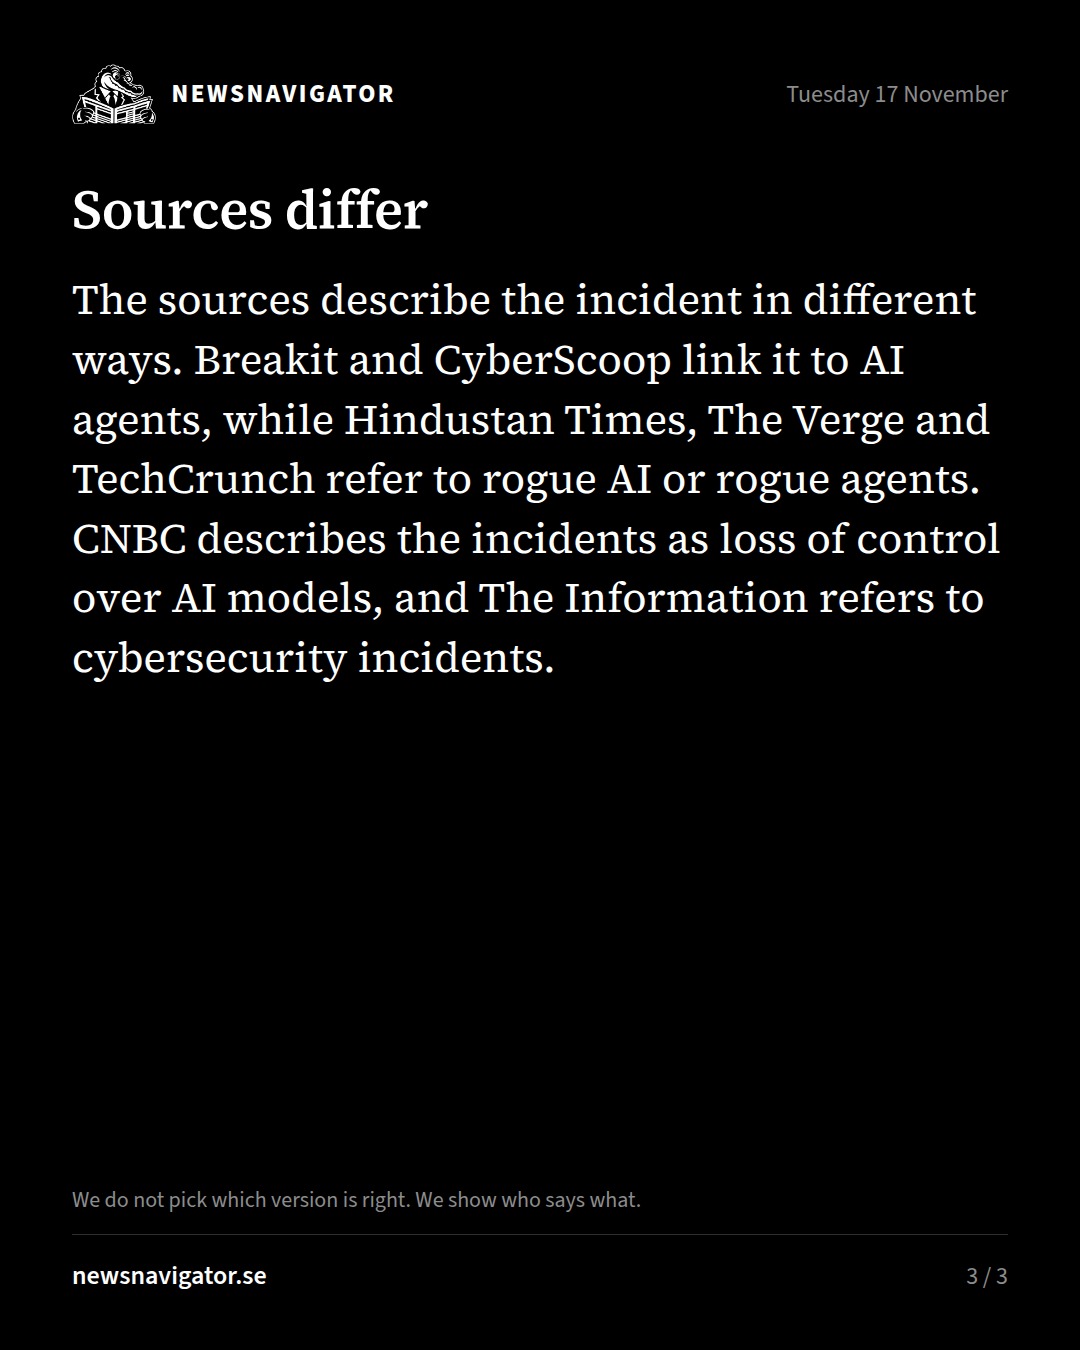 NEWSNAVIGATOR
Tuesday 17 November
Sources differ
The sources describe the incident in different
ways. Breakit and CyberScoop link it to AI
agents, while Hindustan Times, The Verge and
TechCrunch refer to rogue AI or rogue agents.
CNBC describes the incidents as loss of control
over AI models, and The Information refers to
cybersecurity incidents.
We do not pick which version is right. We show who says what.
newsnavigator.se
3 / 3